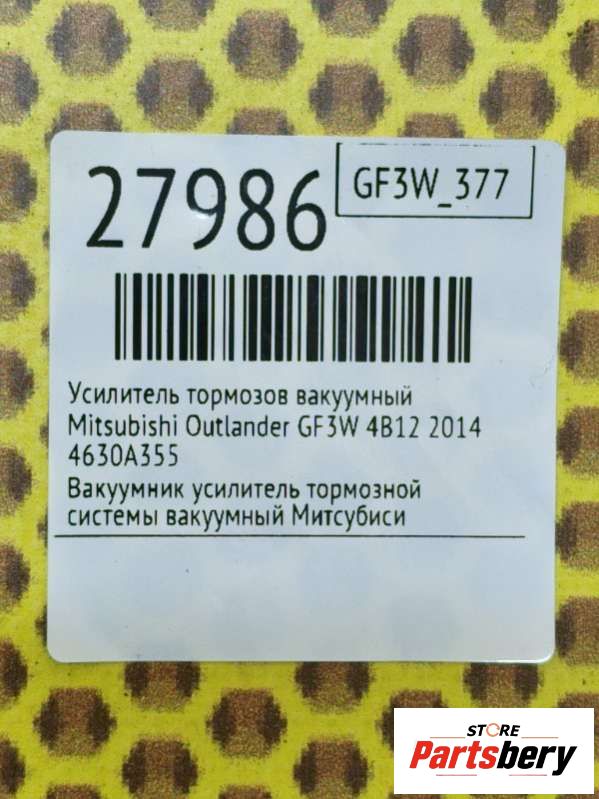 27986
GF3W_377
Усилитель тормозов вакуумный
Mitsubishi Outlander GF3W 4B12 2014
4630A355
Вакуумник усилитель тормозной
системы вакуумный Митсубиси
STORE
Partsbery